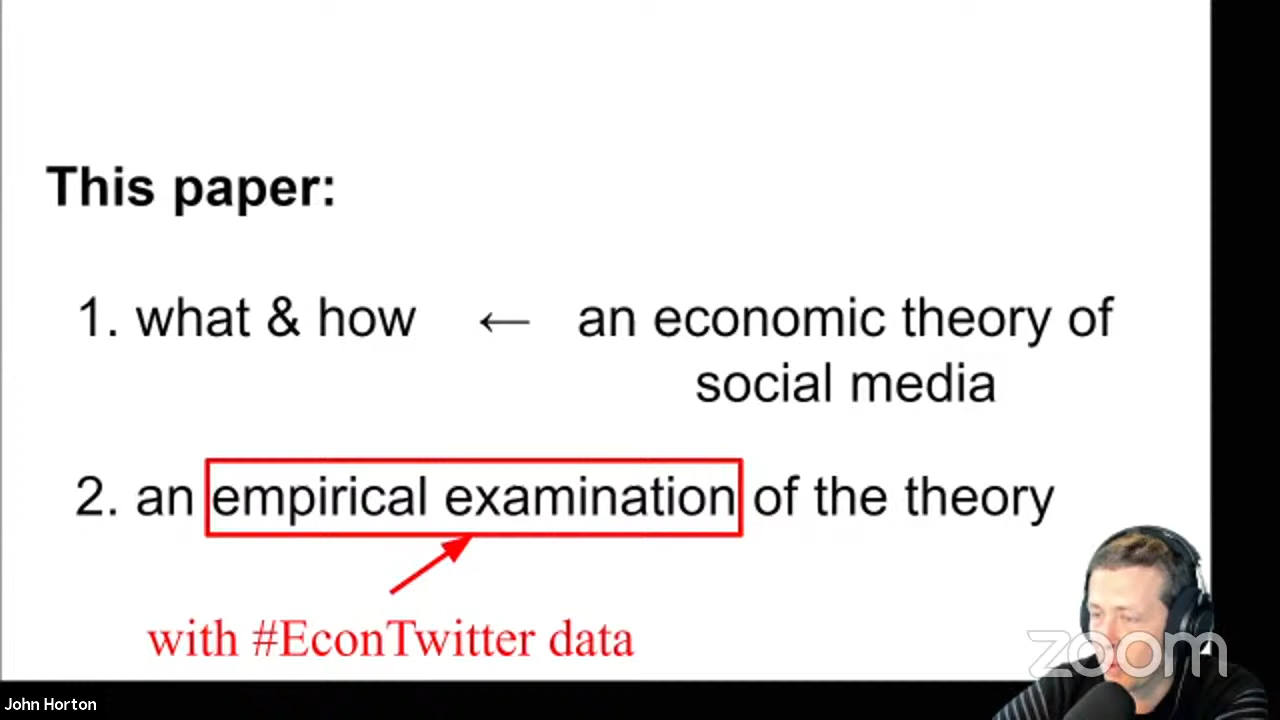 This paper:
1. what & how ← an economic theory of
social media
2. an empirical examination of the theory
with #EconTwitter data
zoom
John Horton